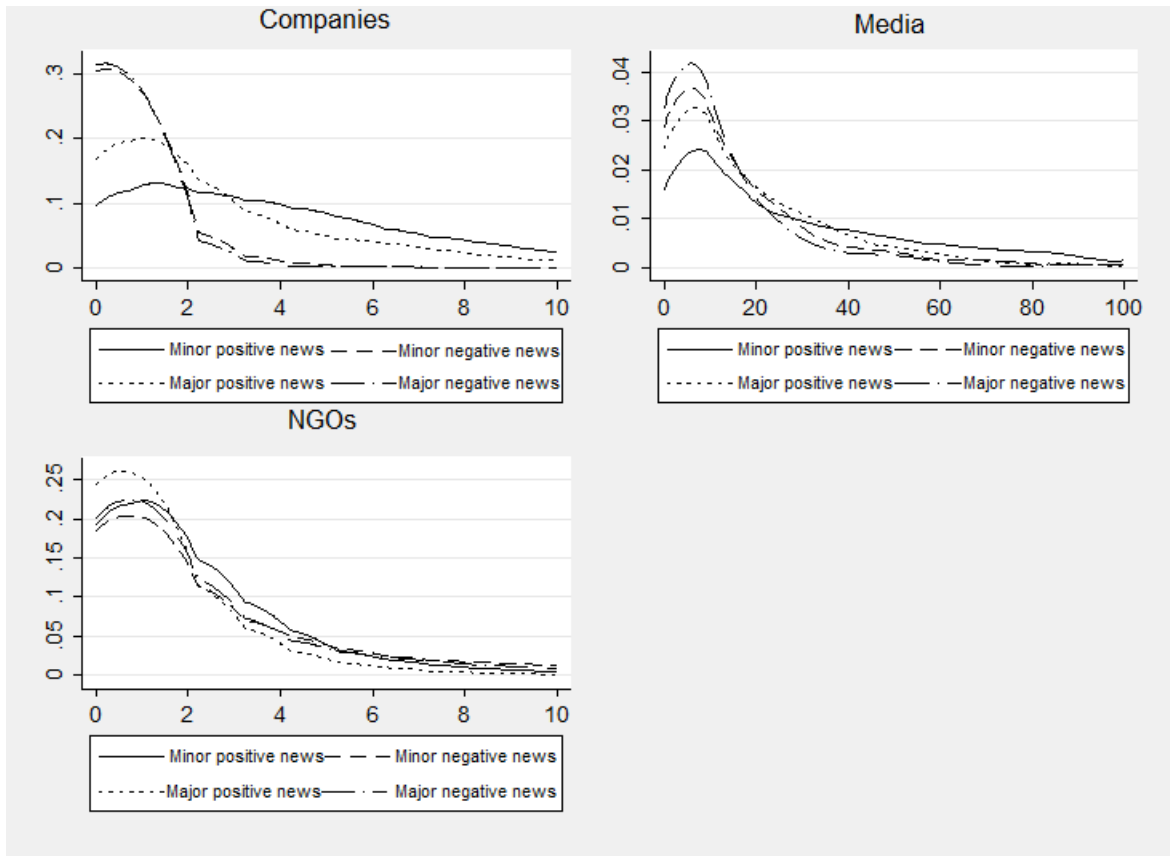 Companies
.3
.2
.1
0
0 2 4 6 8 10
Minor positive news Minor negative news
Major positive news Major negative news
Media
.04
.03
.02
.01
0
0 20 40 60 80 100
Minor positive news Minor negative news
Major positive news Major negative news
NGOs
.25
.2
.15
.1
.05
0
0 2 4 6 8 10
Minor positive news Minor negative news
Major positive news Major negative news